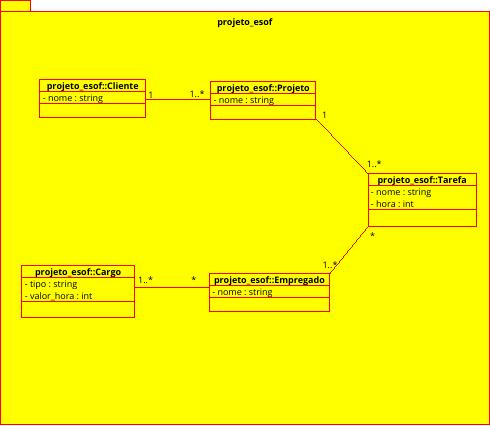 projeto_esof
projeto_esof::Cliente
- nome : string
1
1..*
projeto_esof::Projeto
- nome : string
1
1..*
projeto_esof::Tarefa
- nome : string
- hora : int
*
1..*
projeto_esof::Cargo
- tipo : string
- valor_hora : int
1..*
*
projeto_esof::Empregado
- nome : string